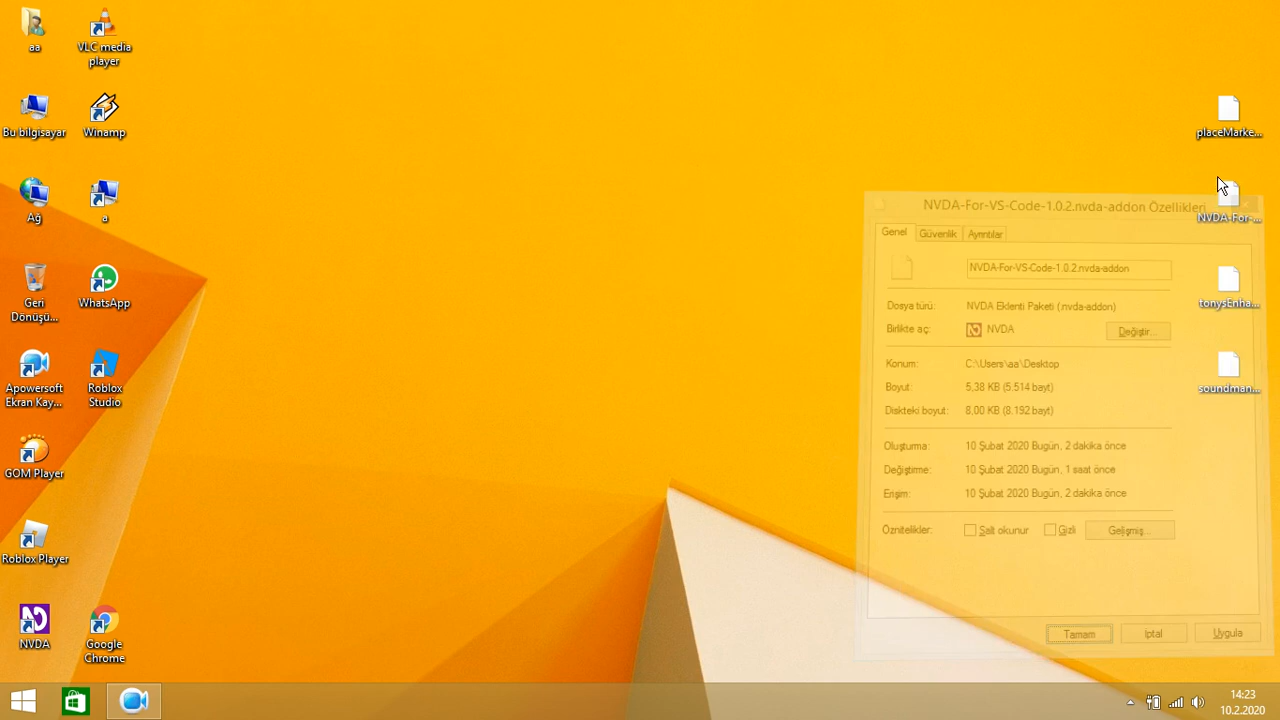 aa
VLC media
player
Bu bilgisayar
Winamp
Ağ
a
Geri
Dönüşü...
WhatsApp
Apowersoft
Ekran Kay...
Roblox
Studio
GOM Player
Roblox Player
NVDA
Google
Chrome
placeMarke...
NVDA-For-...
tonysEnha...
soundman...
NVDA-For-VS-Code-1.0.2.nvda-addon Özellikleri
Genel
Güvenlik
Ayrıntılar
NVDA-For-VS-Code-1.0.2.nvda-addon
Dosya türü: NVDA Eklenti Paketi (.nvda-addon)
Birlikte aç: NVDA Değiştir...
Konum: C:\Users\aa\Desktop
Boyut: 5,38 KB (5.514 bayt)
Diskteki boyut: 8,00 KB (8.192 bayt)
Oluşturma: 10 Şubat 2020 Bugün, 2 dakika önce
Değiştirme: 10 Şubat 2020 Bugün, 1 saat önce
Erişim: 10 Şubat 2020 Bugün, 2 dakika önce
Öznitelikler: Salt okunur Gizli Gelişmiş...
Tamam İptal Uygula
14:23
10.2.2020